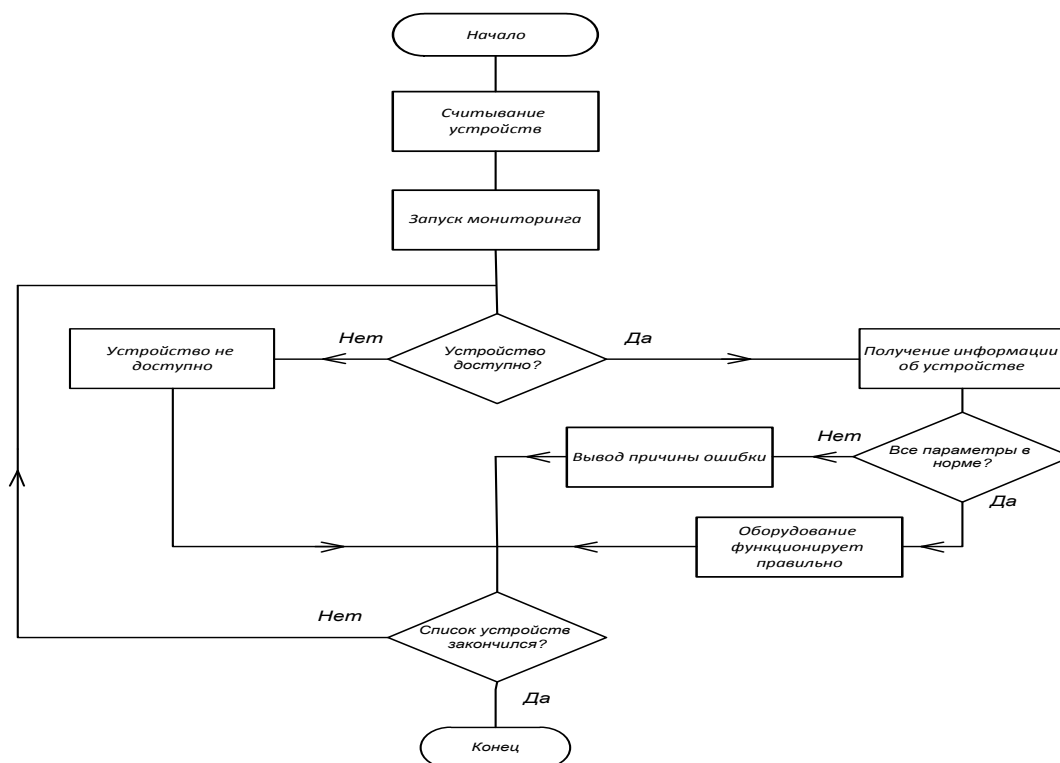 Начало
Считывание
устройств
Запуск мониторинга
Нет
Да
Устройство не
доступно
Устройство
доступно?
Получение информации
об устройстве
Нет
Вывод причины ошибки
Все параметры в
норме?
Да
Оборудование
функционирует
правильно
Нет
Список устройств
закончился?
Да
Конец